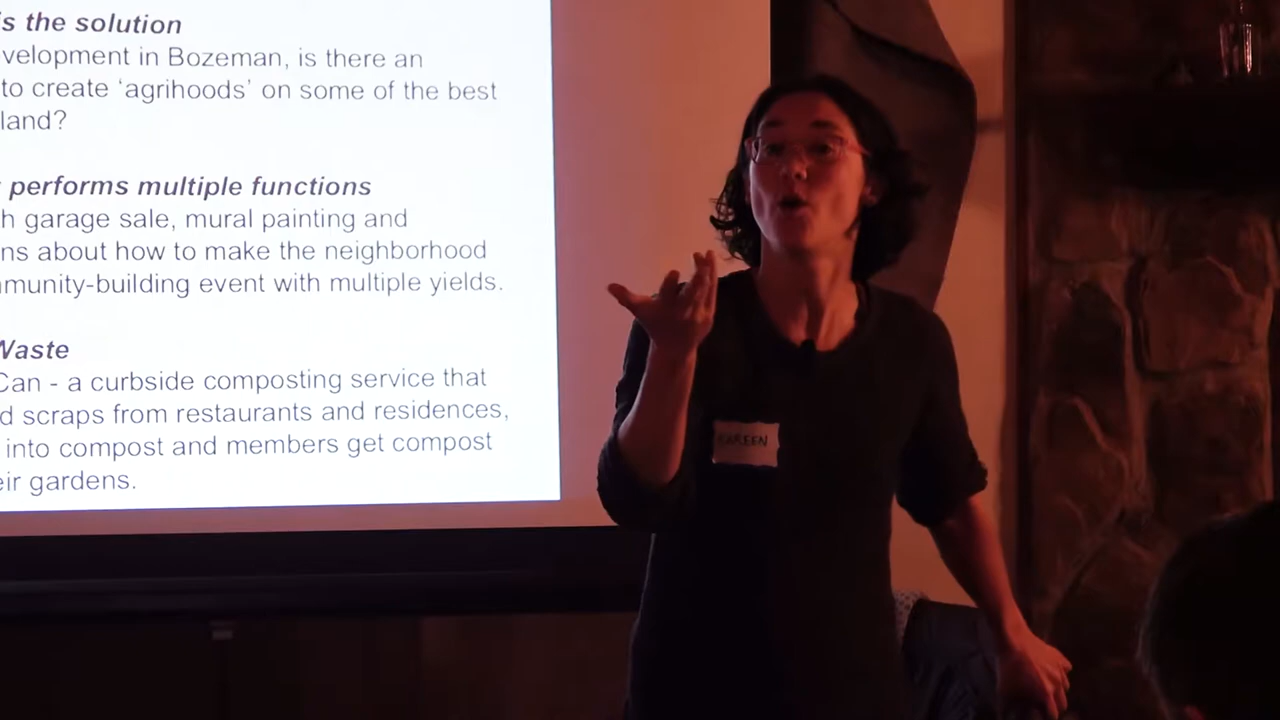 is the solution
velopment in Bozeman, is there an
to create ‘agrihoods’ on some of the best
land?
performs multiple functions
h garage sale, mural painting and
ns about how to make the neighborhood
munity-building event with multiple yields.
Waste
Can - a curbside composting service that
d scraps from restaurants and residences,
into compost and members get compost
eir gardens.
KAREEN